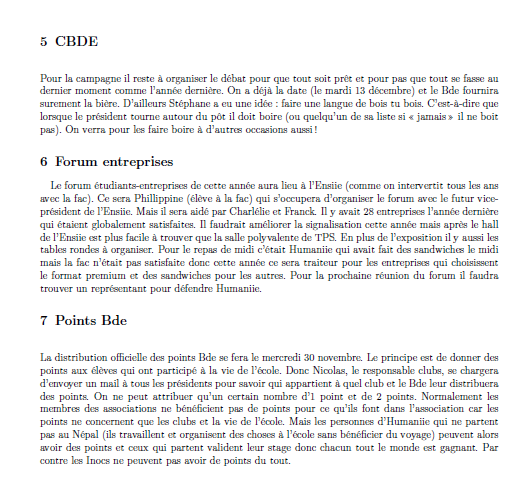 5 CBDE
Pour la campagne il reste à organiser le débat pour que tout soit prêt et pour pas que tout se fasse au
dernier moment comme l'année dernière. On a déjà la date (le mardi 13 décembre) et le Bde fournira
surement la bière. D'ailleurs Stéphane a eu une idée : faire une langue de bois tu bois. C'est-à-dire que
lorsque le président tourne autour du pôt il doit boire (ou quelqu'un de sa liste si « jamais » il ne boit
pas). On verra pour les faire boire à d'autres occasions aussi !
6 Forum entreprises
Le forum étudiants-entreprises de cette année aura lieu à l'Ensiie (comme on intervertit tous les ans
avec la fac). Ce sera Phillippine (élève à la fac) qui s'occupera d'organiser le forum avec le futur vice-
président de l'Ensiie. Mais il sera aidé par Charlélie et Franck. Il y avait 28 entreprises l'année dernière
qui étaient globalement satisfaites. Il faudrait améliorer la signalisation cette année mais après le hall
de l'Ensiie est plus facile à trouver que la salle polyvalente de TPS. En plus de l'exposition il y aussi les
tables rondes à organiser. Pour le repas de midi c'était Humaniie qui avait fait des sandwiches le midi
mais la fac n'était pas satisfaite donc cette année ce sera traiteur pour les entreprises qui choisissent
le format premium et des sandwiches pour les autres. Pour la prochaine réunion du forum il faudra
trouver un représentant pour défendre Humaniie.
7 Points Bde
La distribution officielle des points Bde se fera le mercredi 30 novembre. Le principe est de donner des
points aux élèves qui ont participé à la vie de l'école. Donc Nicolas, le responsable clubs, se chargera
d'envoyer un mail à tous les présidents pour savoir qui appartient à quel club et le Bde leur distribuera
des points. On ne peut attribuer qu'un certain nombre d'1 point et de 2 points. Normalement les
membres des associations ne bénéficient pas de points pour ce qu'ils font dans l'association car les
points ne concernent que les clubs et la vie de l'école. Mais les personnes d'Humaniie qui ne partent
pas au Népal (ils travaillent et organisent des choses à l'école sans bénéficier du voyage) peuvent alors
avoir des points et ceux qui partent valident leur stage donc chacun tout le monde est gagnant. Par
contre les Inocs ne peuvent pas avoir de points du tout.